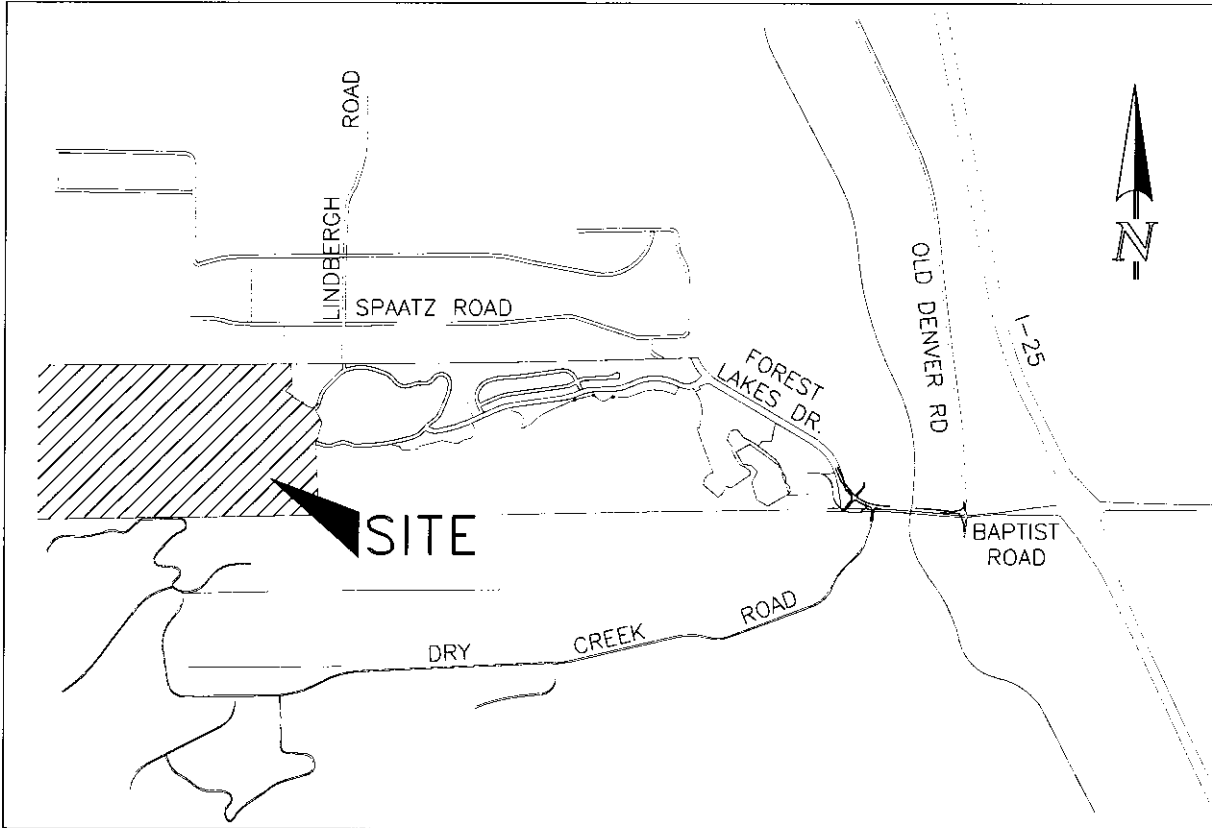 LINDBERGH ROAD
N
SPAATZ ROAD
OLD DENVER RD
I-25
FOREST
LAKES DR.
SITE
BAPTIST
ROAD
DRY CREEK ROAD